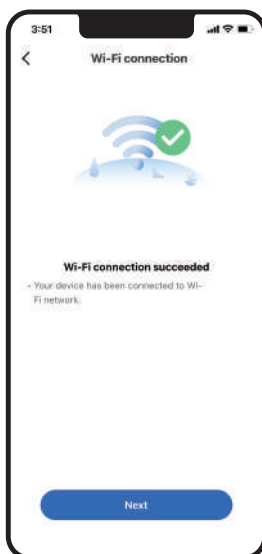 3:51
Wi-Fi connection
Wi-Fi connection succeeded
- Your device has been connected to Wi-
Fi network.
Next